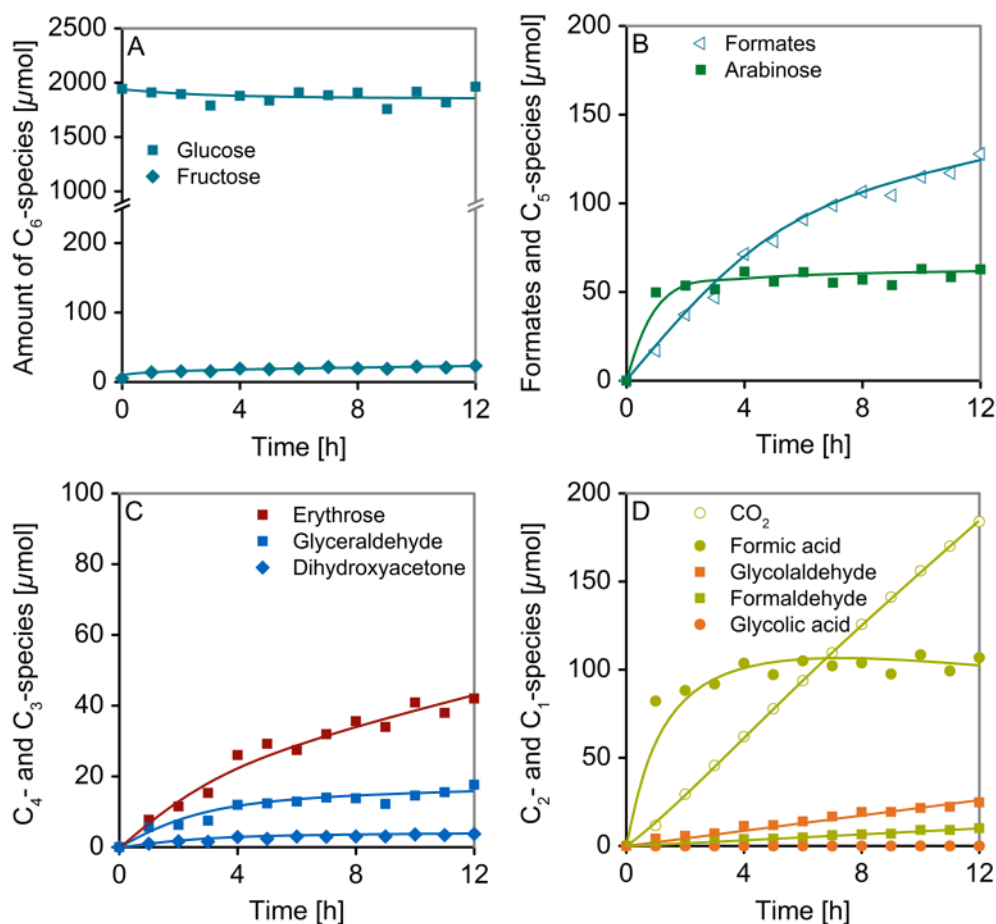 A
Amount of C₆-species [µmol]
2500
2000
1500
1000
200
100
0
Glucose
Fructose
0 4 8 12
Time [h]
B
Formates and C₅-species [µmol]
200
150
100
50
0
Formates
Arabinose
0 4 8 12
Time [h]
C
C₄- and C₃-species [µmol]
100
80
60
40
20
0
Erythrose
Glyceraldehyde
Dihydroxyacetone
0 4 8 12
Time [h]
D
C₂- and C₁-species [µmol]
200
150
100
50
0
CO₂
Formic acid
Glycolaldehyde
Formaldehyde
Glycolic acid
0 4 8 12
Time [h]